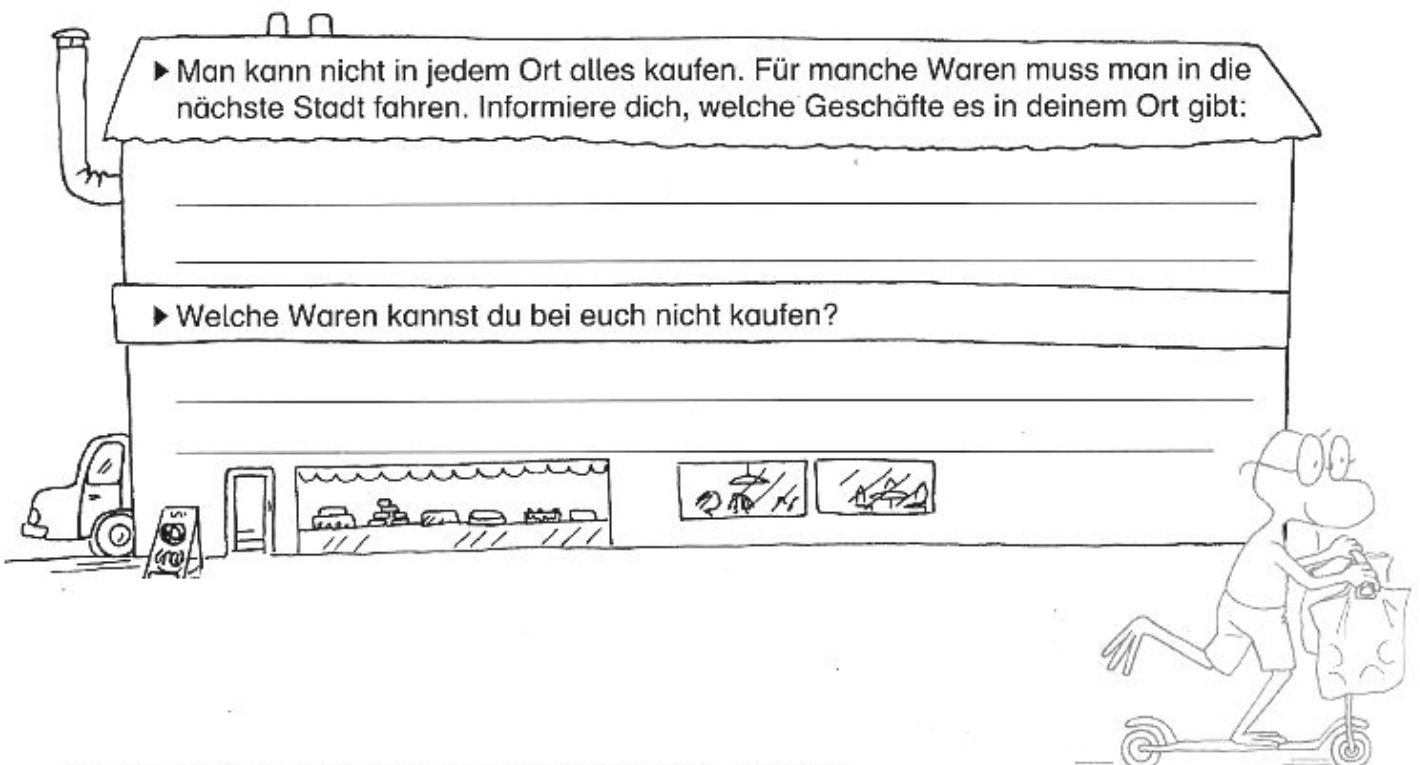 ▶ Man kann nicht in jedem Ort alles kaufen. Für manche Waren muss man in die
nächste Stadt fahren. Informiere dich, welche Geschäfte es in deinem Ort gibt:
▶ Welche Waren kannst du bei euch nicht kaufen?